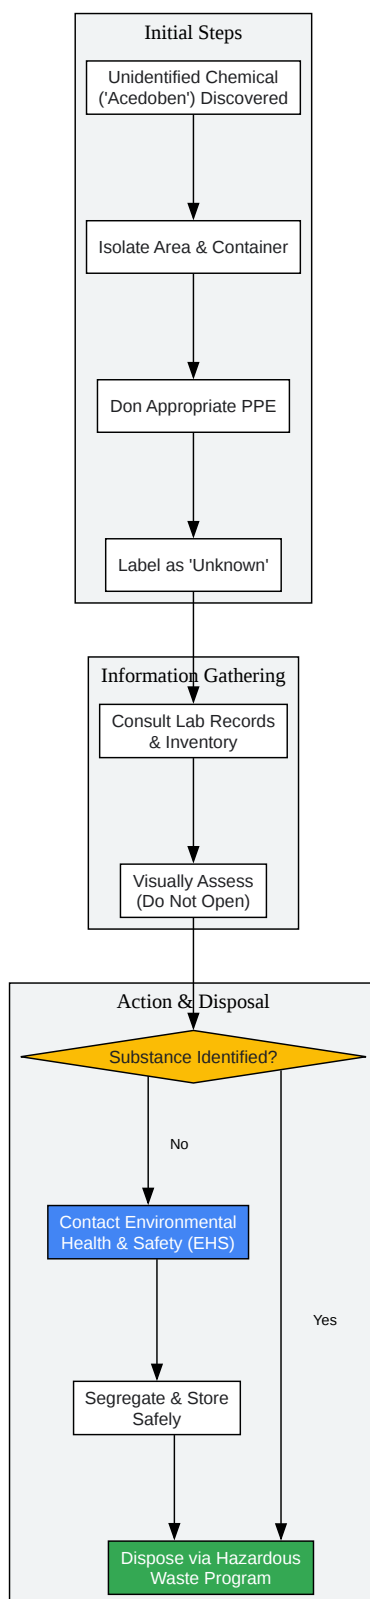 Initial Steps
Unidentified Chemical
('Acedoben') Discovered
Isolate Area & Container
Don Appropriate PPE
Label as 'Unknown'
Information Gathering
Consult Lab Records
& Inventory
Visually Assess
(Do Not Open)
Action & Disposal
Substance Identified?
No
Contact Environmental
Health & Safety (EHS)
Yes
Segregate & Store
Safely
Dispose via Hazardous
Waste Program